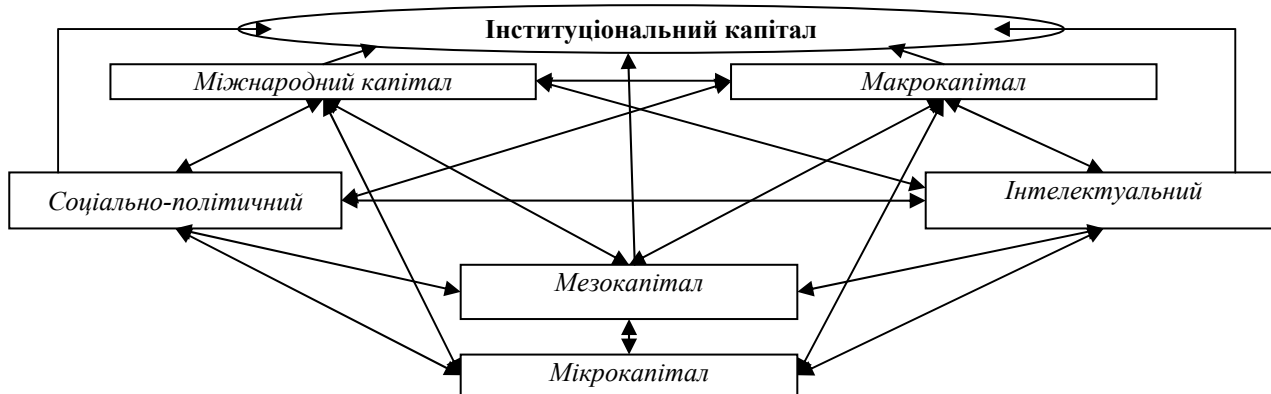 Інституціональний капітал
Міжнародний капітал
Макрокапітал
Соціально-політичний
Інтелектуальний
Мезокапітал
Мікрокапітал